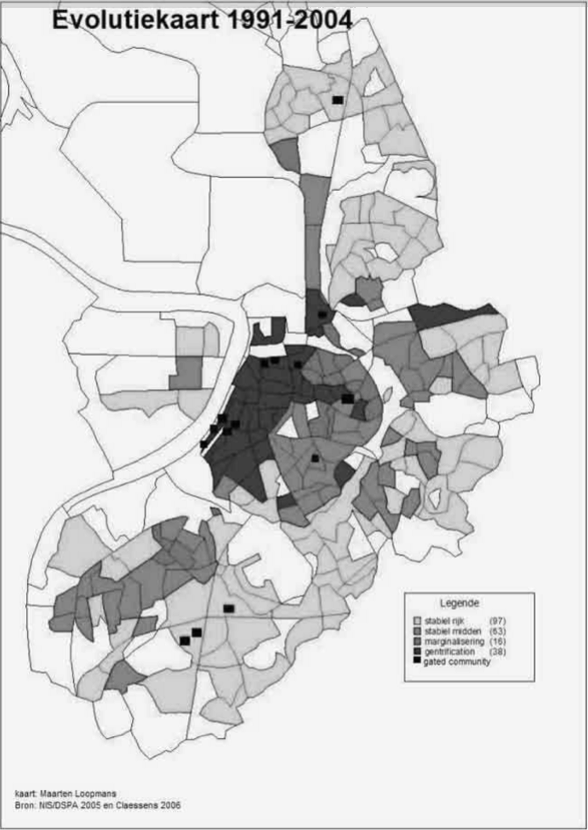 Evolutiekaart 1991-2004
Legende
stabiel rijk (97)
stabiel midden (63)
marginalisering (16)
gentrification (38)
gated community
kaart: Maarten Loopmans
Bron: NIS/DSPA 2005 en Claessens 2006